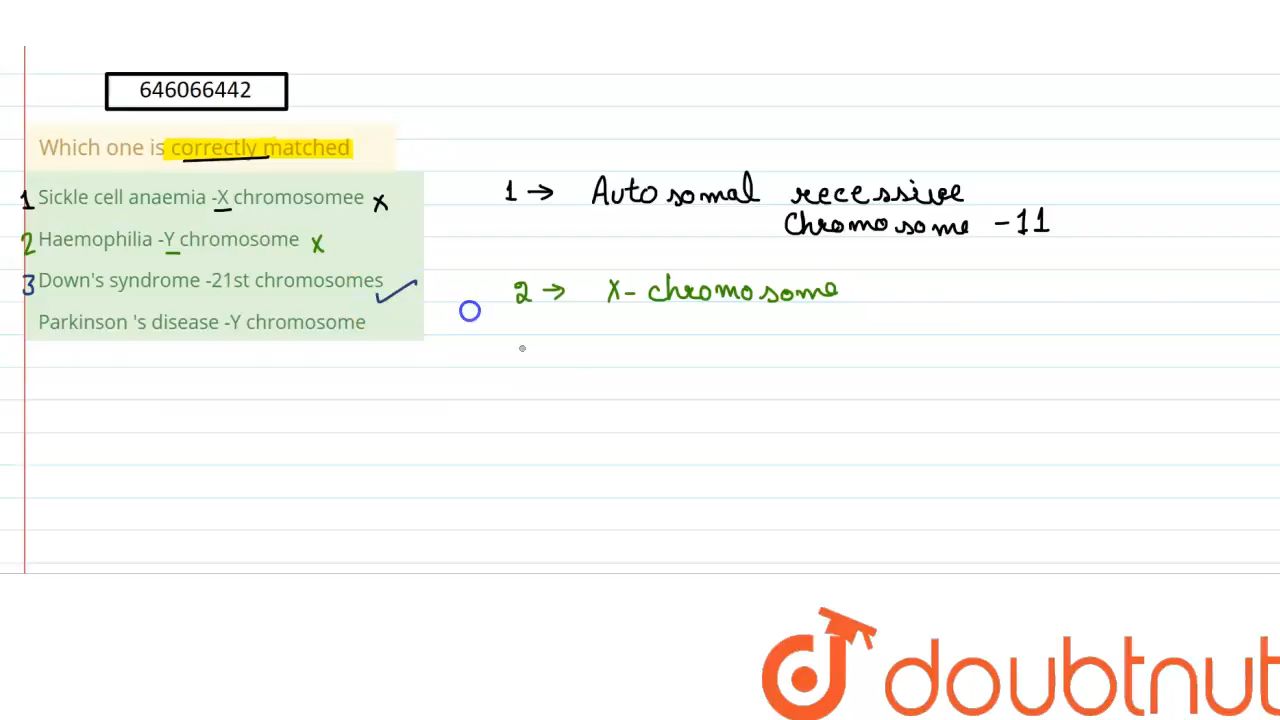 646066442
Which one is correctly matched
1 Sickle cell anaemia -X chromosomee x
2 Haemophilia -Y chromosome x
3 Down's syndrome -21st chromosomes ✓
Parkinson 's disease -Y chromosome
1 → Autosomal recessive
Chromosome - 11
2 → X- chromosome
doubtnut